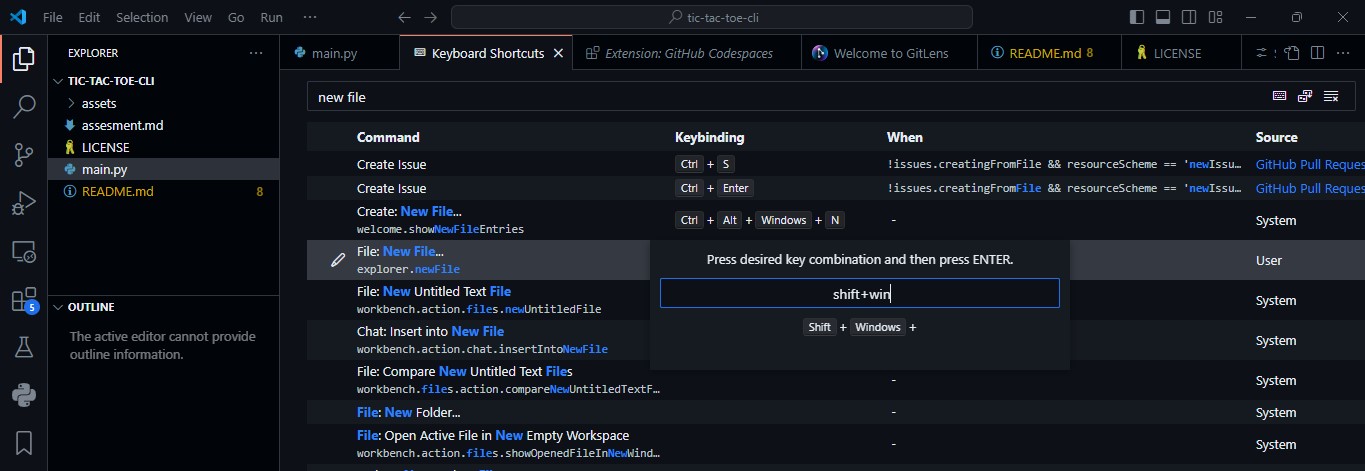 File Edit Selection View Go Run ···
tic-tac-toe-cli
EXPLORER
TIC-TAC-TOE-CLI
assets
assesment.md
LICENSE
main.py
README.md 8
OUTLINE
The active editor cannot provide
outline information.
5
main.py
Keyboard Shortcuts
Extension: GitHub Codespaces
Welcome to GitLens
README.md 8
LICENSE
new file
Command Keybinding When Source
Create Issue Ctrl + S !issues.creatingFromFile && resourceScheme == 'newIssu… GitHub Pull Reques
Create Issue Ctrl + Enter !issues.creatingFromFile && resourceScheme == 'newIssu… GitHub Pull Reques
Create: New File...
welcome.showNewFileEntries
Ctrl + Alt + Windows + N - System
File: New File...
explorer.newFile
User
File: New Untitled Text File
workbench.action.files.newUntitledFile
System
Chat: Insert into New File
workbench.action.chat.insertIntoNewFile
System
File: Compare New Untitled Text Files
workbench.files.action.compareNewUntitledTextF…
- System
File: New Folder...
- System
File: Open Active File in New Empty Workspace
workbench.action.files.showOpenedFileInNewWind…
- System
Press desired key combination and then press ENTER.
shift+win
Shift + Windows +